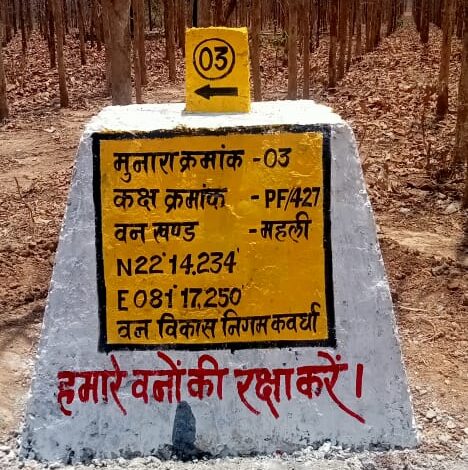 03
←
मुनारा क्रमांक - 03
कक्ष क्रमांक - PF/427
वन खण्ड - महली
N22°14.234'
E081°17.250
वन विकास निगम कवर्धा
हमारे वनों की रक्षा करें।